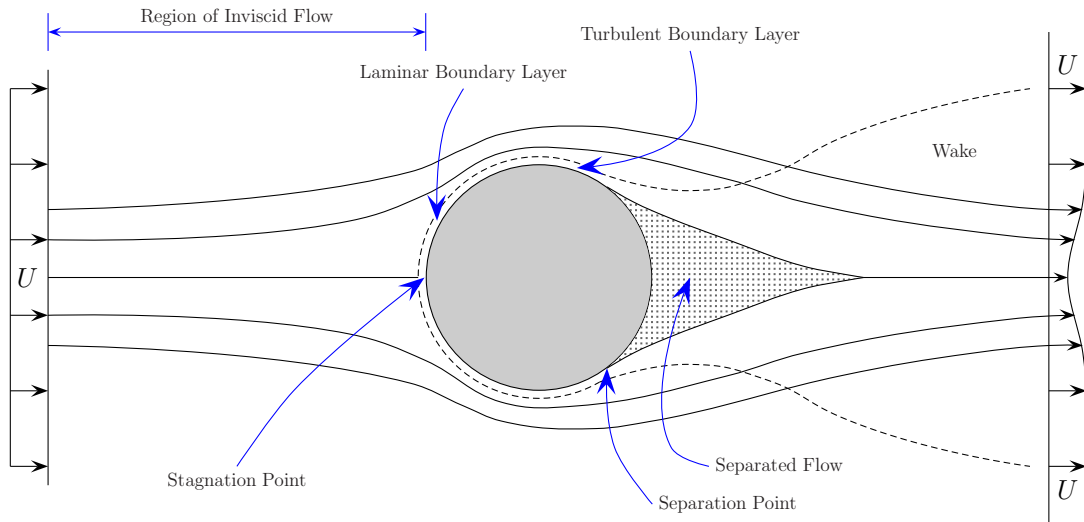 Region of Inviscid Flow
Turbulent Boundary Layer
U
Laminar Boundary Layer
Wake
U
Stagnation Point
Separated Flow
U
Separation Point